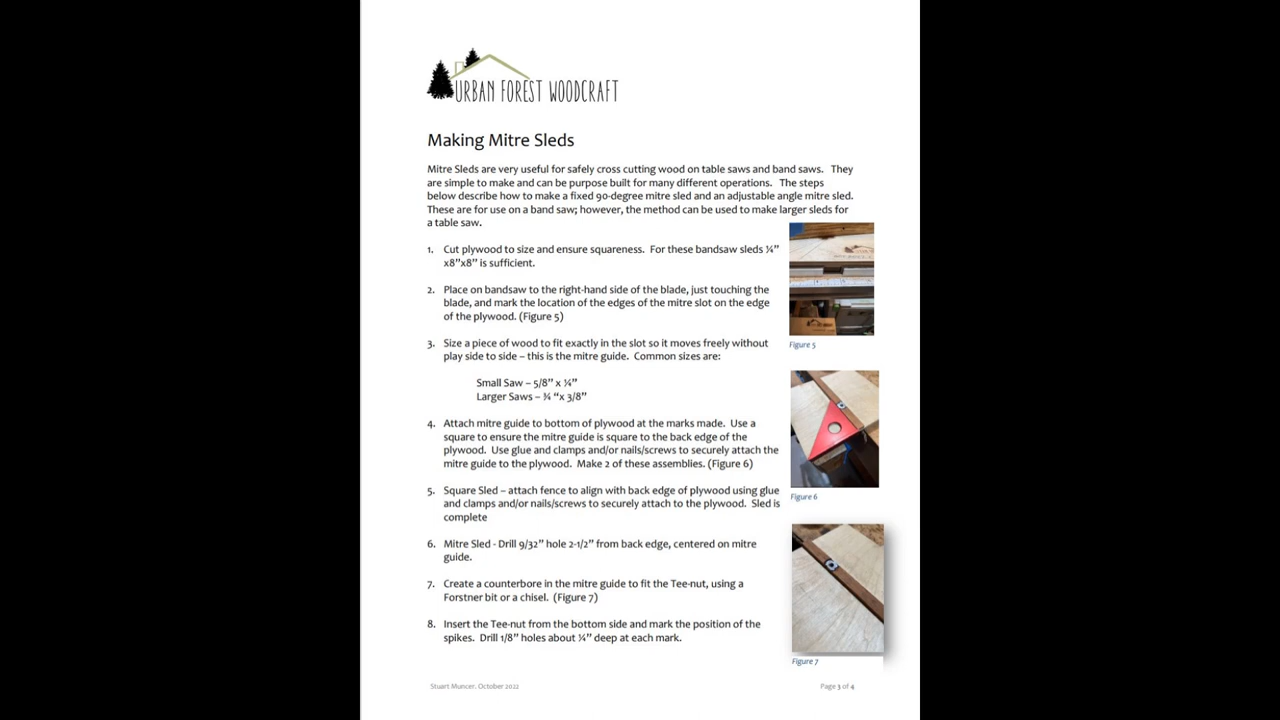 URBAN FOREST WOODCRAFT
Making Mitre Sleds
Mitre Sleds are very useful for safely cross cutting wood on table saws and band saws. They
are simple to make and can be purpose built for many different operations. The steps
below describe how to make a fixed 90-degree mitre sled and an adjustable angle mitre sled.
These are for use on a band saw; however, the method can be used to make larger sleds for
a table saw.
1. Cut plywood to size and ensure squareness. For these bandsaw sleds ¼”
x8”x8” is sufficient.
2. Place on bandsaw to the right-hand side of the blade, just touching the
blade, and mark the location of the edges of the mitre slot on the edge
of the plywood. (Figure 5)
Figure 5
3. Size a piece of wood to fit exactly in the slot so it moves freely without
play side to side – this is the mitre guide. Common sizes are:
Small Saw – 5/8” x ¼”
Larger Saws – ¾ “x 3/8”
4. Attach mitre guide to bottom of plywood at the marks made. Use a
square to ensure the mitre guide is square to the back edge of the
plywood. Use glue and clamps and/or nails/screws to securely attach the
mitre guide to the plywood. Make 2 of these assemblies. (Figure 6)
Figure 6
5. Square Sled – attach fence to align with back edge of plywood using glue
and clamps and/or nails/screws to securely attach to the plywood. Sled is
complete
6. Mitre Sled - Drill 9/32” hole 2-1/2” from back edge, centered on mitre
guide.
7. Create a counterbore in the mitre guide to fit the Tee-nut, using a
Forstner bit or a chisel. (Figure 7)
8. Insert the Tee-nut from the bottom side and mark the position of the
spikes. Drill 1/8” holes about ¼” deep at each mark.
Figure 7
Stuart Muncer. October 2022
Page 3 of 4